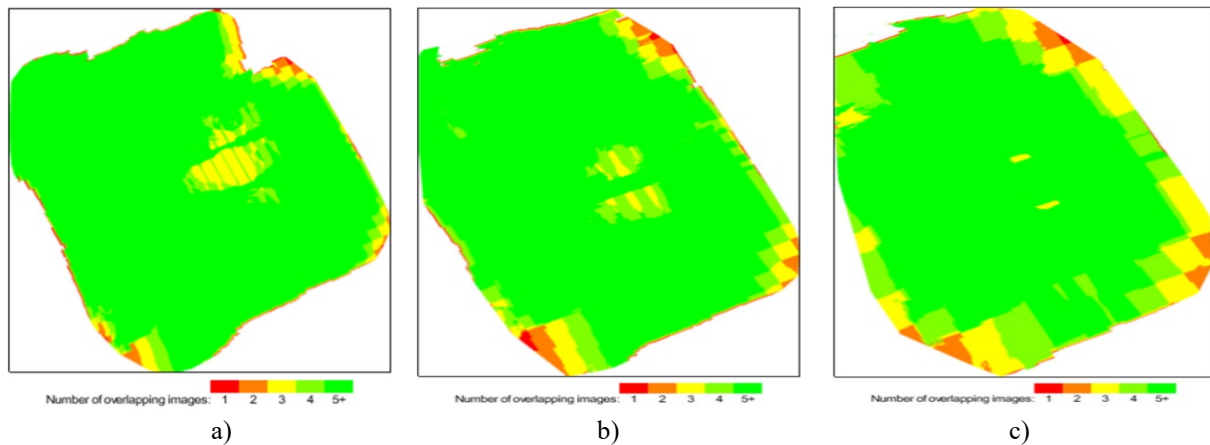 Number of overlapping images: 1 2 3 4 5+
Number of overlapping images: 1 2 3 4 5+
Number of overlapping images: 1 2 3 4 5+
a) b) c)